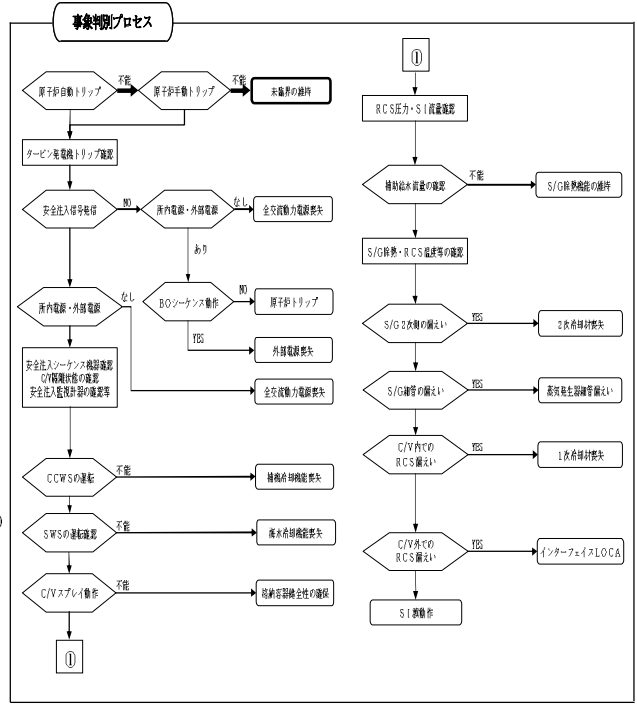 事象判別プロセス
原子炉自動トリップ
不能
原子炉手動トリップ
不能
未臨界の維持
タービン発電機トリップ確認
安全注入信号発信
NO
所内電源・外部電源
なし
全交流動力電源喪失
あり
所内電源・外部電源
なし
BOシーケンス動作
NO
原子炉トリップ
YES
外部電源喪失
安全注入シーケンス機器確認
C/V隔離状態の確認
安全注入監視計器の確認等
全交流動力電源喪失
CCWSの運転
不能
補機冷却機能喪失
SWSの運転確認
不能
海水冷却機能喪失
C/Vスプレイ動作
不能
格納容器健全性の確保
①
①
RCS圧力・SI流量確認
補助給水流量の確認
不能
S/G除熱機能の維持
S/G除熱・RCS温度等の確認
S/G2次側の漏えい
YES
2次冷却材喪失
S/G細管の漏えい
YES
蒸気発生器細管漏えい
C/V内での
RCS漏えい
YES
1次冷却材喪失
C/V外での
RCS漏えい
YES
インターフェイスLOCA
SI誤動作
)